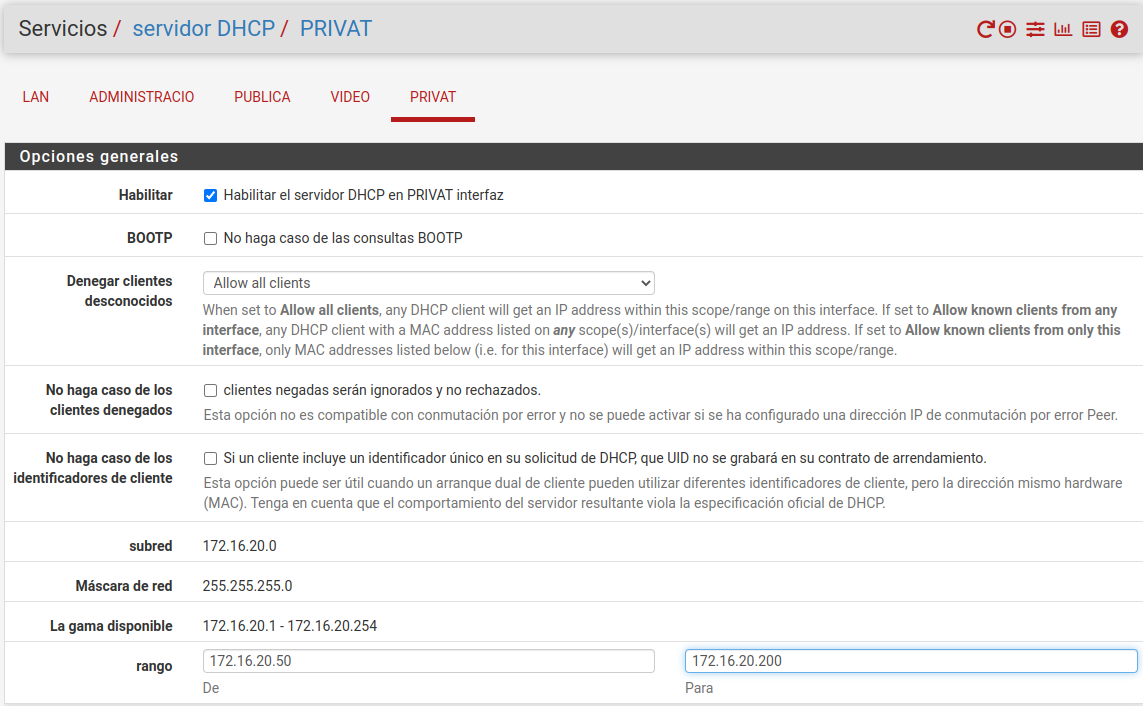 Servicios / servidor DHCP / PRIVAT
LAN ADMINISTRACIO PUBLICA VIDEO PRIVAT
Opciones generales
Habilitar Habilitar el servidor DHCP en PRIVAT interfaz
BOOTP No haga caso de las consultas BOOTP
Denegar clientes desconocidos Allow all clients
When set to Allow all clients, any DHCP client will get an IP address within this scope/range on this interface. If set to Allow known clients from any
interface, any DHCP client with a MAC address listed on any scope(s)/interface(s) will get an IP address. If set to Allow known clients from only this
interface, only MAC addresses listed below (i.e. for this interface) will get an IP address within this scope/range.
No haga caso de los clientes denegados clientes negadas serán ignorados y no rechazados.
Esta opción no es compatible con conmutación por error y no se puede activar si se ha configurado una dirección IP de conmutación por error Peer.
No haga caso de los identificadores de cliente Si un cliente incluye un identificador único en su solicitud de DHCP, que UID no se grabará en su contrato de arrendamiento.
Esta opción puede ser útil cuando un arranque dual de cliente pueden utilizar diferentes identificadores de cliente, pero la dirección mismo hardware
(MAC). Tenga en cuenta que el comportamiento del servidor resultante viola la especificación oficial de DHCP.
subred 172.16.20.0
Máscara de red 255.255.255.0
La gama disponible 172.16.20.1 - 172.16.20.254
rango 172.16.20.50 172.16.20.200
De Para